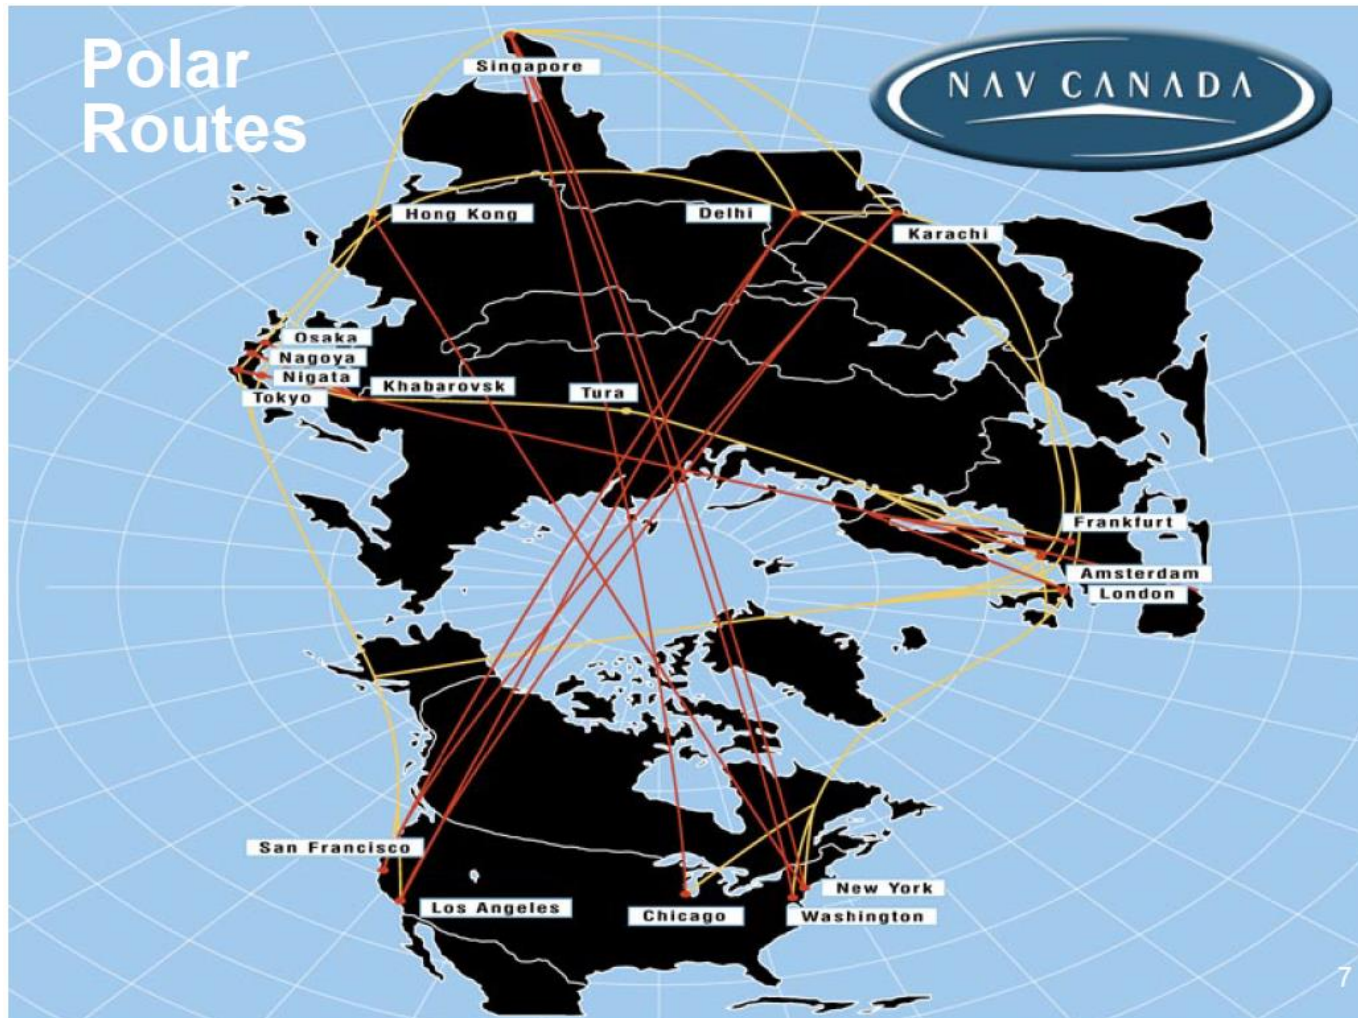 Polar
Routes
NAV CANADA
Singapore
Hong Kong
Delhi
Karachi
Osaka
Nagoya
Nigata
Tokyo
Khabarovsk
Tura
Frankfurt
Amsterdam
London
San Francisco
Los Angeles
Chicago
New York
Washington
7